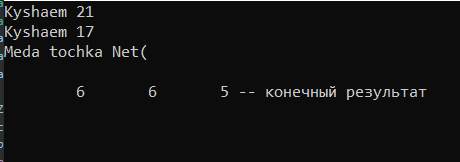 Kyshaem 21
Kyshaem 17
Meda tochka Net(
6 6 5 -- конечный результат